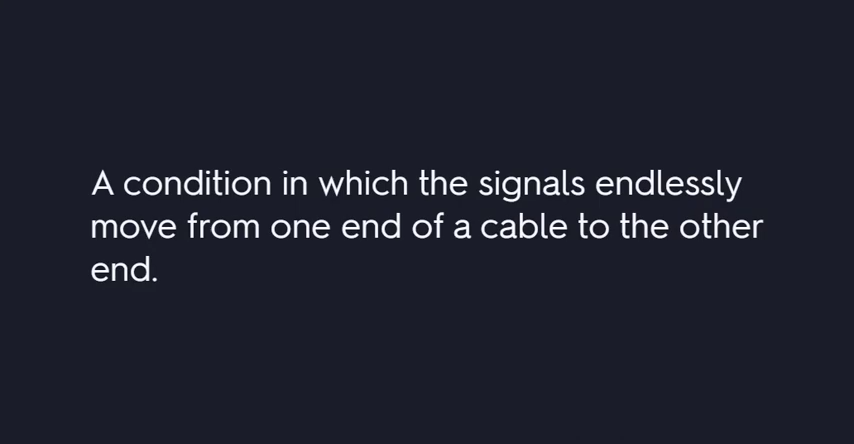 A condition in which the signals endlessly
move from one end of a cable to the other
end.